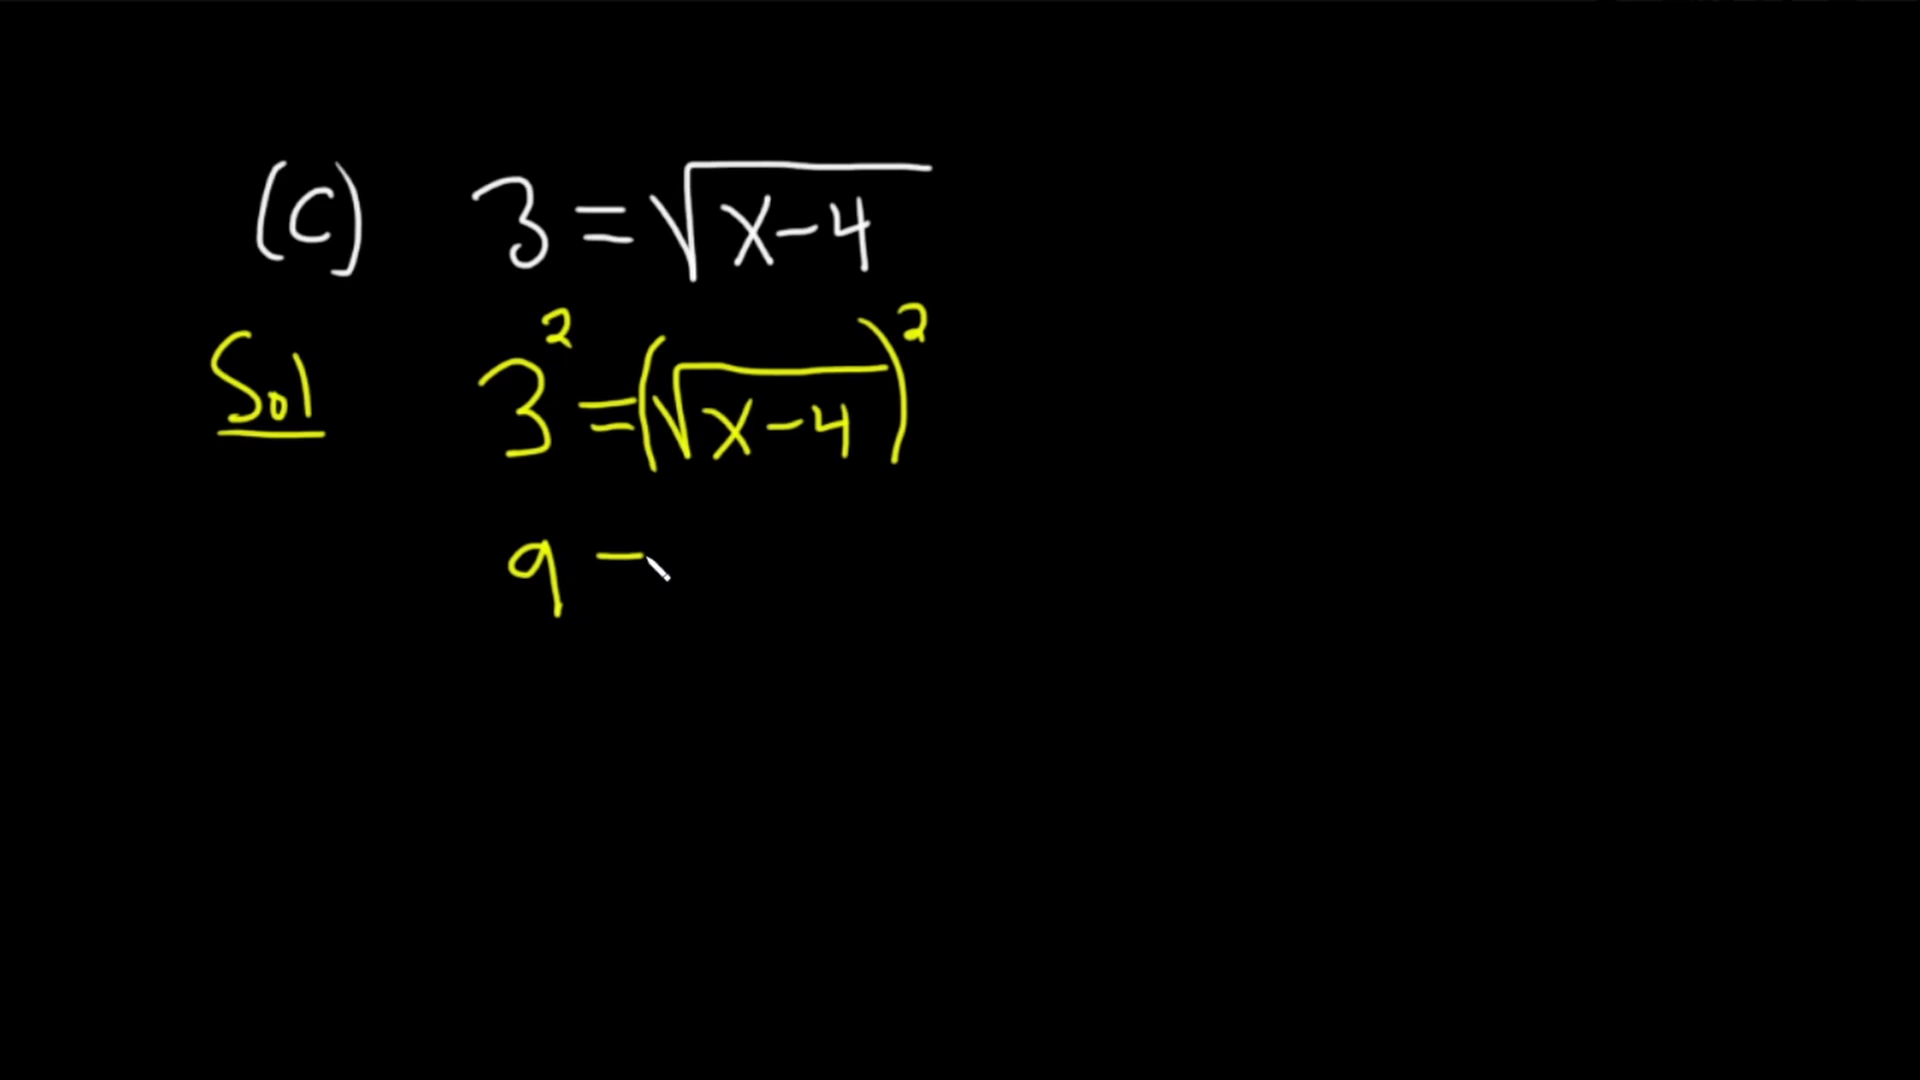 (C) 3 = √(x-4)
Sol 3² = (√(x-4))²
9 -